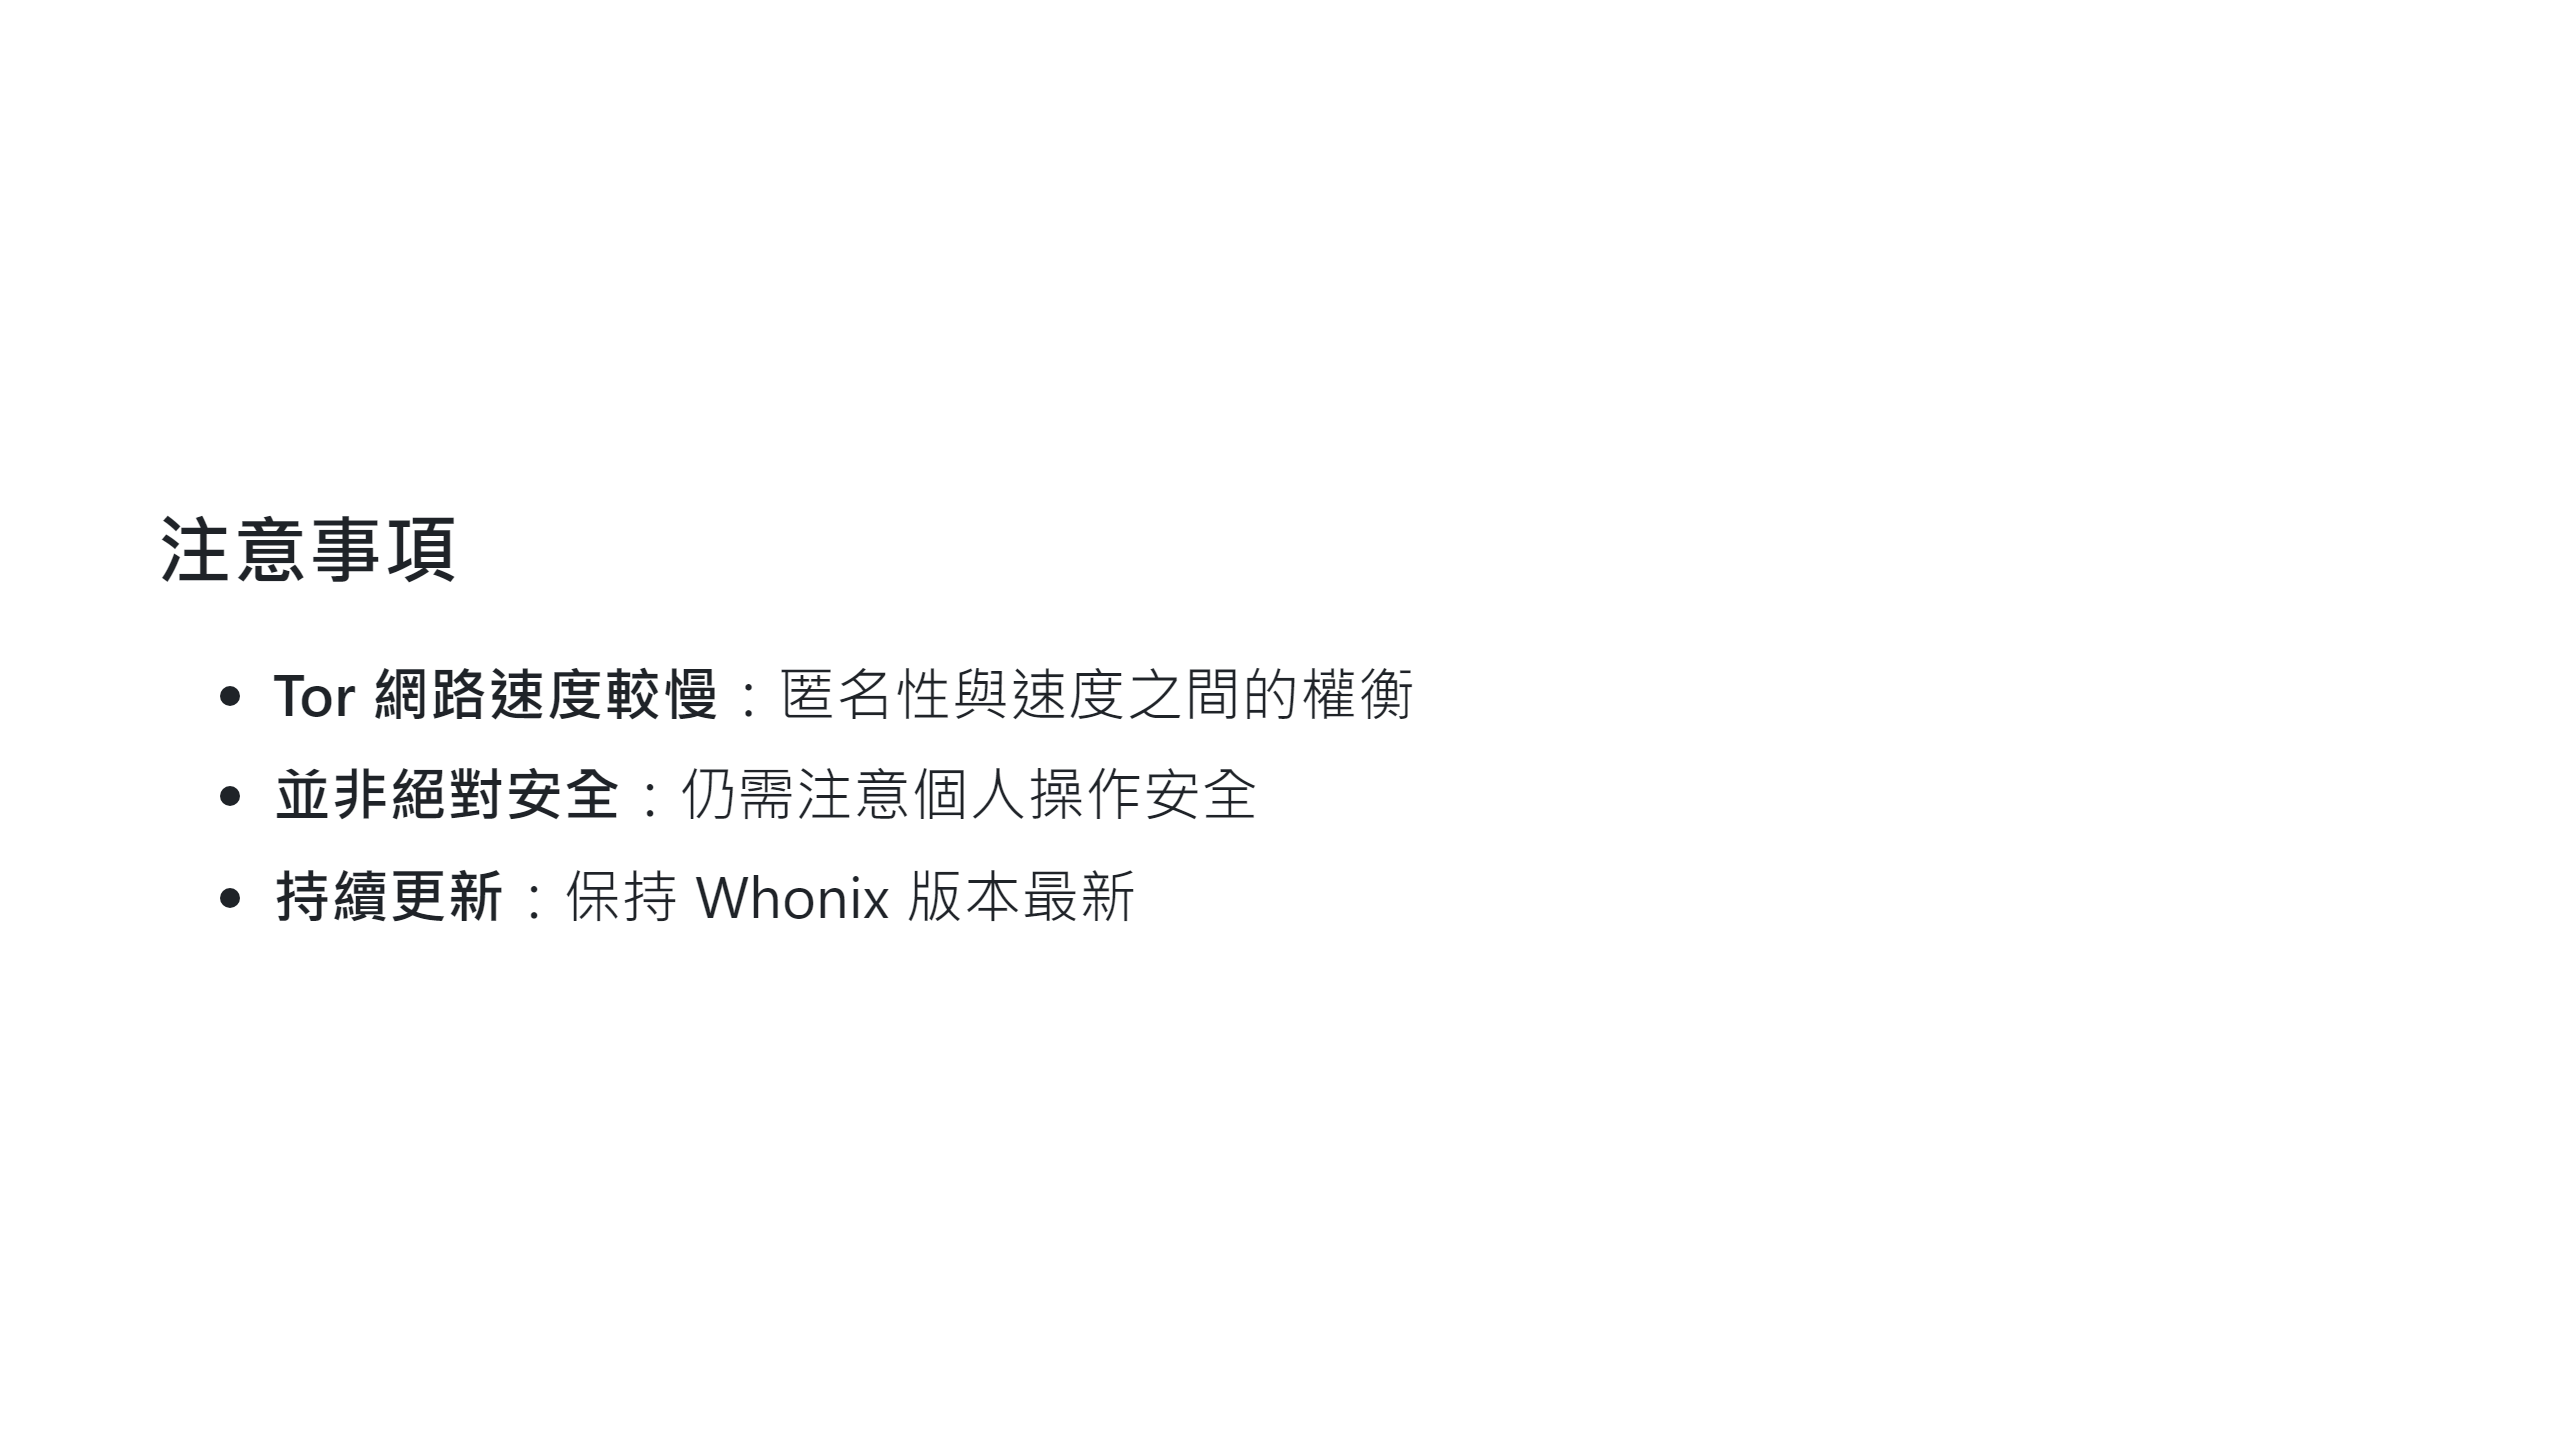 注意事項
Tor 網路速度較慢：匿名性與速度之間的權衡
並非絕對安全：仍需注意個人操作安全
持續更新：保持 Whonix 版本最新